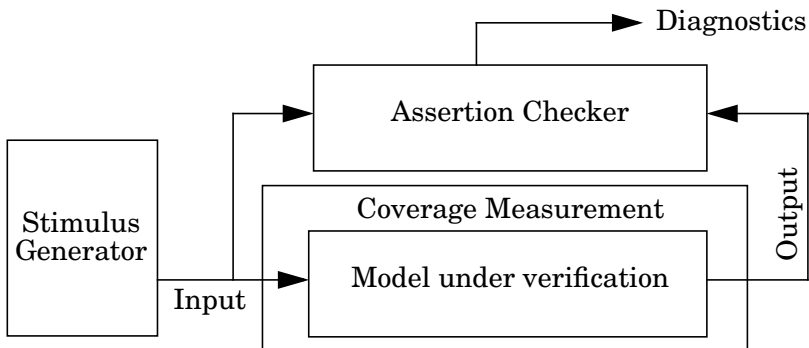 Diagnostics
Assertion Checker
Stimulus
Generator
Coverage Measurement
Model under verification
Input
Output